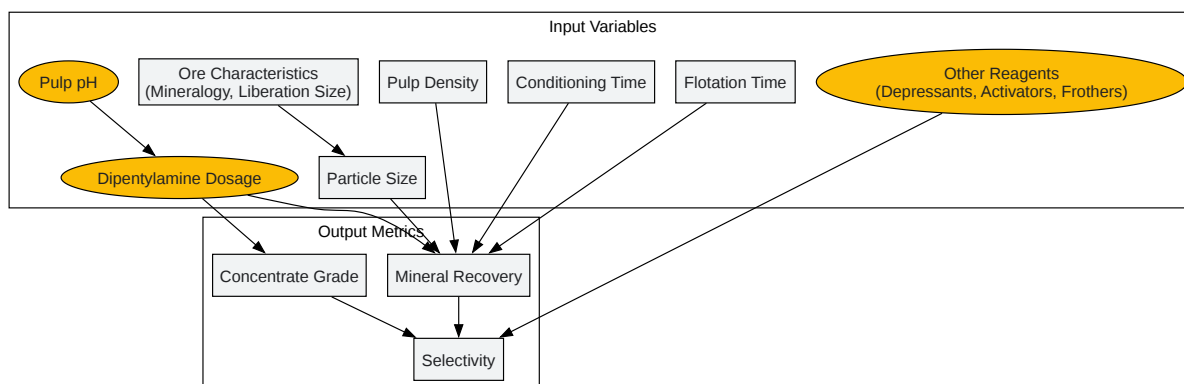 Input Variables
Pulp pH
Ore Characteristics
(Mineralogy, Liberation Size)
Pulp Density
Conditioning Time
Flotation Time
Other Reagents
(Depressants, Activators, Frothers)
Dipentylamine Dosage
Particle Size
Output Metrics
Concentrate Grade
Mineral Recovery
Selectivity